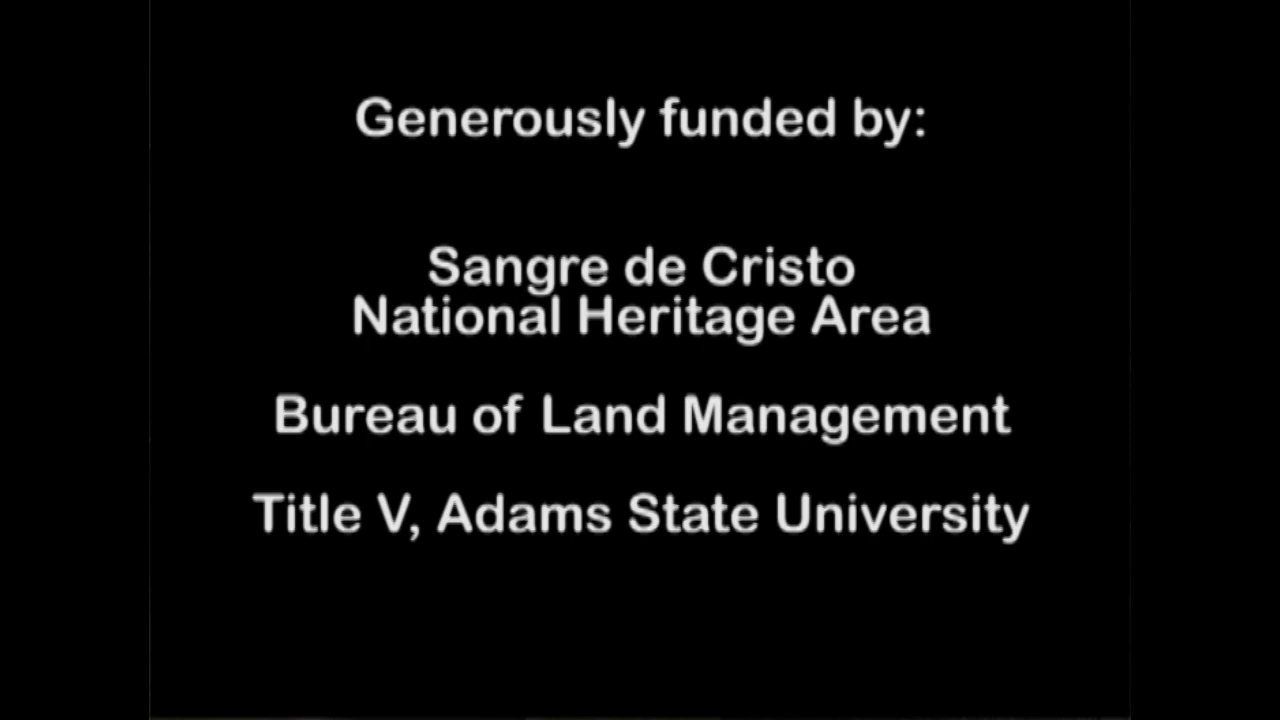 Generously funded by:
Sangre de Cristo
National Heritage Area
Bureau of Land Management
Title V, Adams State University